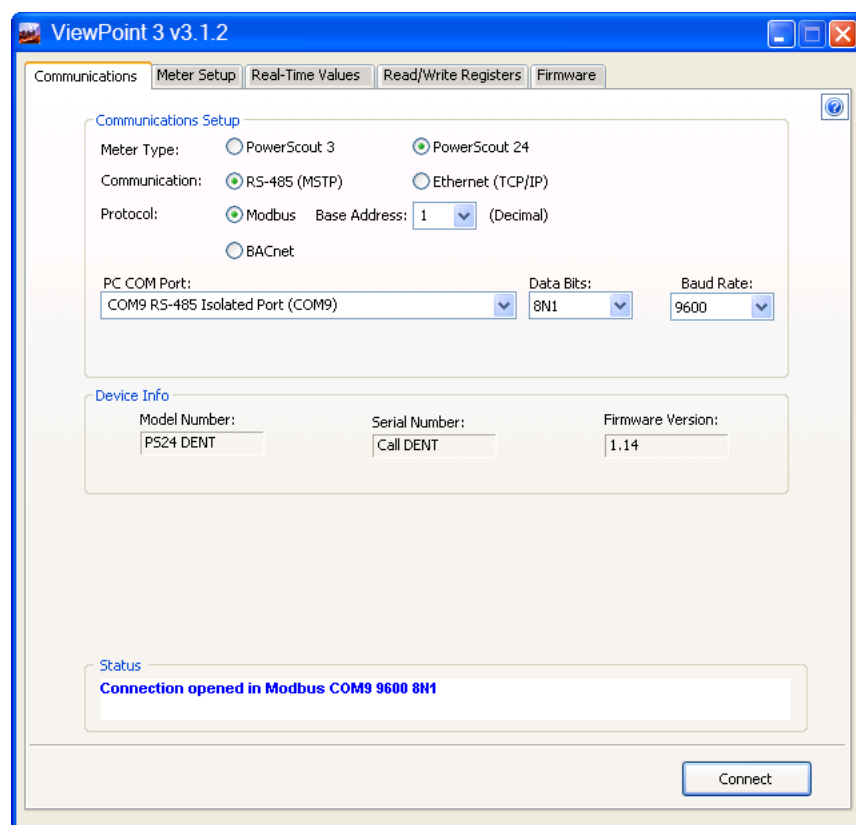 ViewPoint 3 v3.1.2
Communications Meter Setup Real-Time Values Read/Write Registers Firmware
Communications Setup
Meter Type: PowerScout 3 PowerScout 24
Communication: RS-485 (MSTP) Ethernet (TCP/IP)
Protocol: Modbus Base Address: 1 (Decimal)
BACnet
PC COM Port: Data Bits: Baud Rate:
COM9 RS-485 Isolated Port (COM9) 8N1 9600
Device Info
Model Number: Serial Number: Firmware Version:
PS24 DENT Call DENT 1.14
Status
Connection opened in Modbus COM9 9600 8N1
Connect